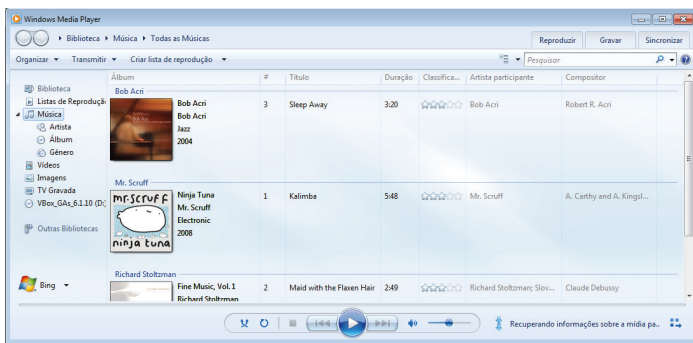 Windows Media Player
Biblioteca Música Todas as Músicas
Reproduzir Gravar Sincronizar
Organizar Transmitir Criar lista de reprodução Pesquisar
Álbum # Título Duração Classifica... Artista participante Compositor
Biblioteca
Listas de Reproduçã
Música
Artista
Álbum
Gênero
Vídeos
Imagens
TV Gravada
VBox_GAs_6.1.10 (D:)
Outras Bibliotecas
Bing
Bob Acri
Bob Acri 3 Sleep Away 3:20 Bob Acri Robert R. Acri
Bob Acri
Jazz
2004
Mr. Scruff
mr.scruff
ninja tuna
Ninja Tuna 1 Kalimba 5:48 Mr. Scruff A. Carthy and A. Kingsl...
Mr. Scruff
Electronic
2008
Richard Stoltzman
Fine Music, Vol. 1 2 Maid with the Flaxen Hair 2:49 Richard Stoltzman; Slov... Claude Debussy
Richard Stoltzman
Recuperando informações sobre a mídia pa..